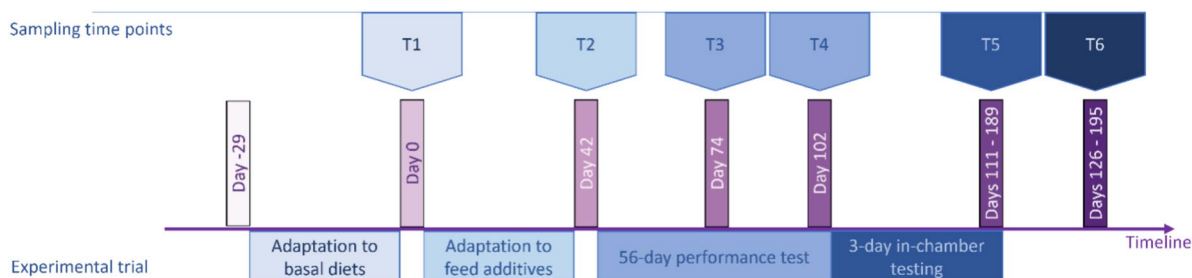 Sampling time points
T1
T2
T3
T4
T5
T6
Day -29
Day 0
Day 42
Day 74
Day 102
Days 111 - 189
Days 126 - 195
Timeline
Experimental trial
Adaptation to
basal diets
Adaptation to
feed additives
56-day performance test
3-day in-chamber
testing